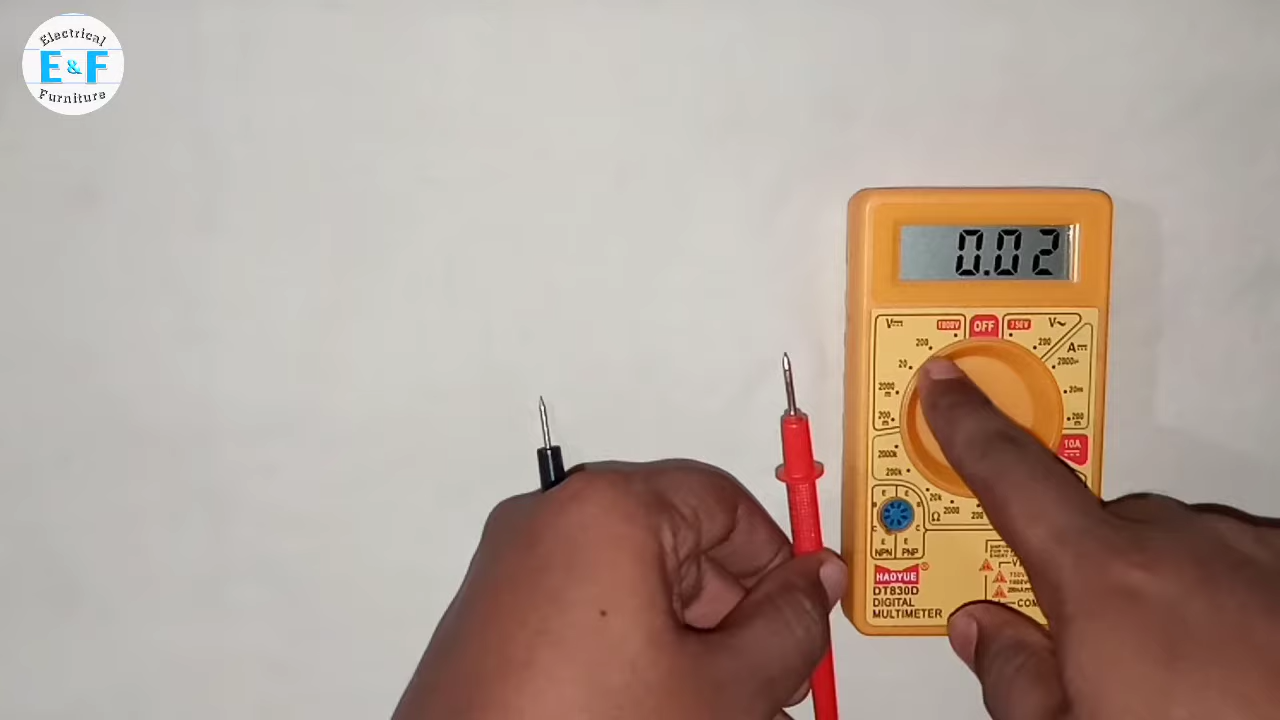 Electrical
E & F
Furniture
0.02
V⎓ 1000V OFF 750V V~
200 200
A⎓
20 2000µ
2000m 20m
200m 200m
10A
2000k
200k
20k
Ω 2000
E E
B B
C C
E E
NPN PNP
HAOYUE®
DT830D
DIGITAL
MULTIMETER
COM